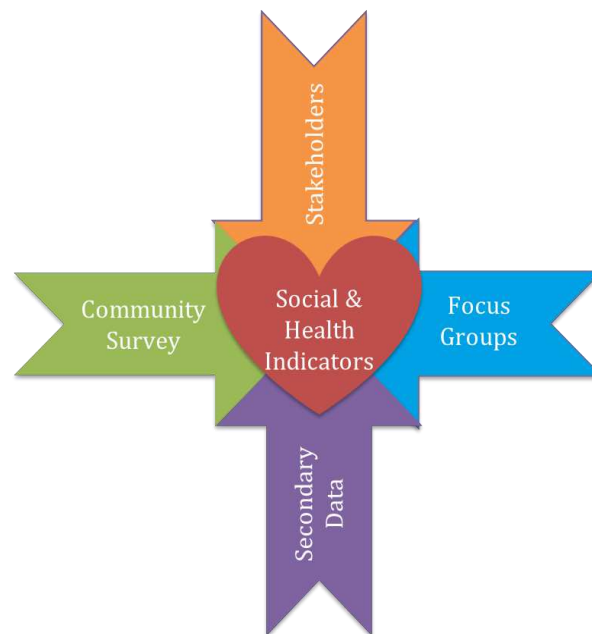 Stakeholders
Community
Survey
Social &
Health
Indicators
Focus
Groups
Secondary
Data